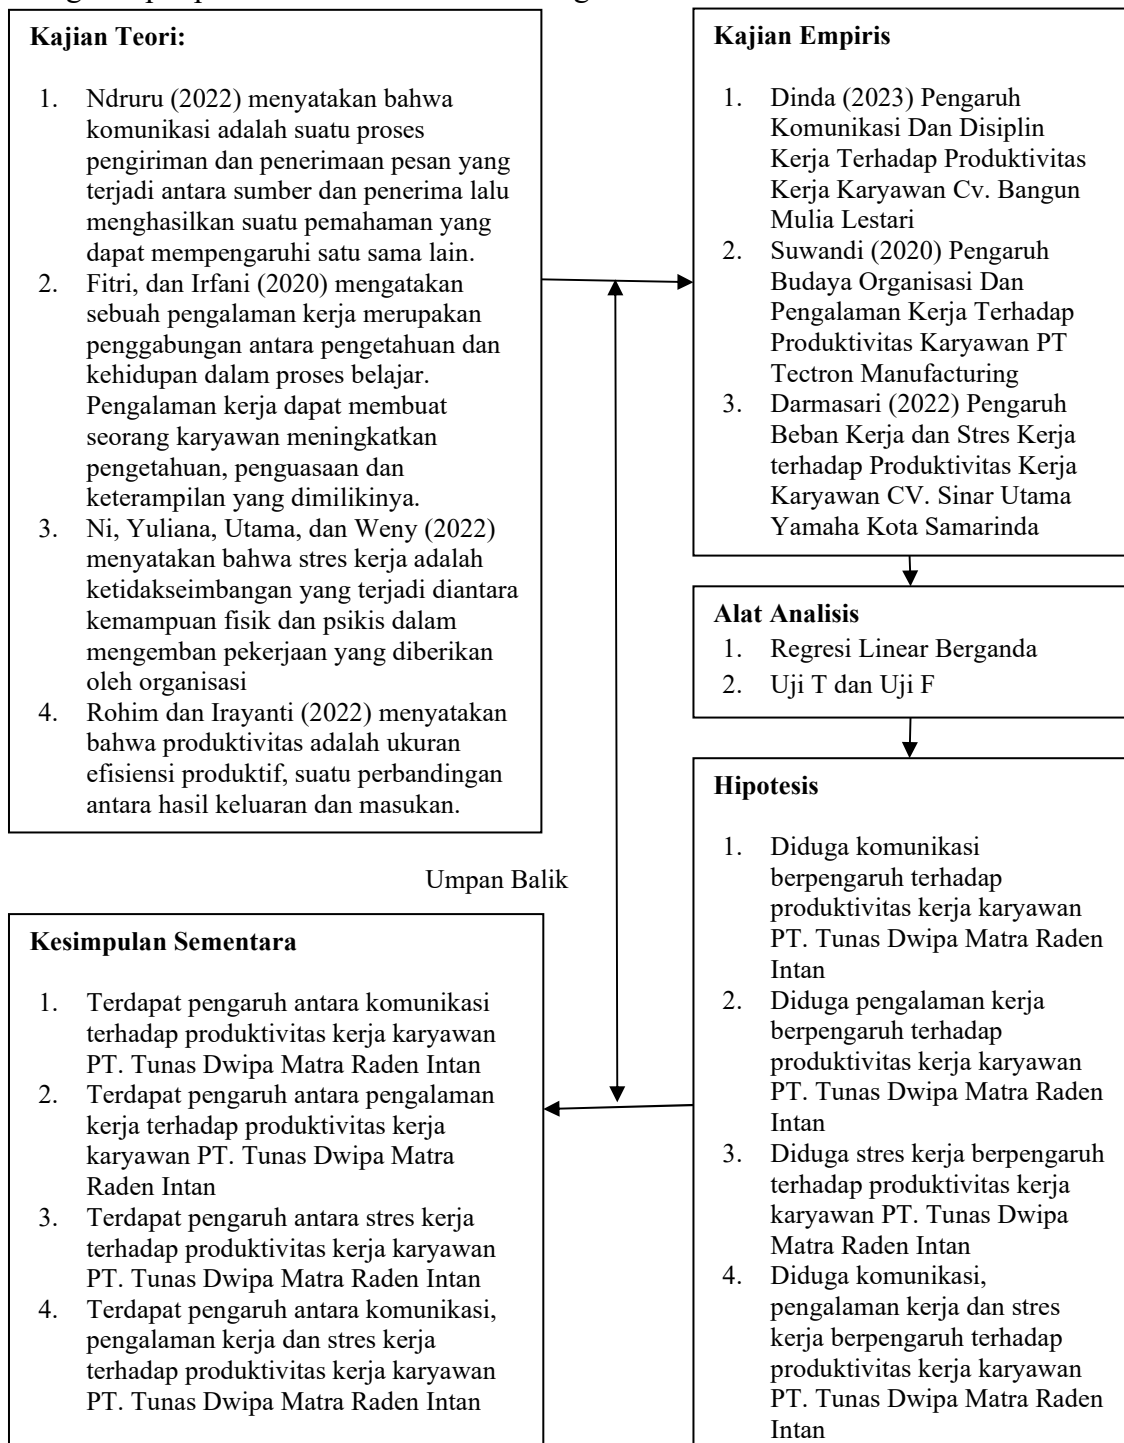 Kajian Teori:
1. Ndruru (2022) menyatakan bahwa
komunikasi adalah suatu proses
pengiriman dan penerimaan pesan yang
terjadi antara sumber dan penerima lalu
menghasilkan suatu pemahaman yang
dapat mempengaruhi satu sama lain.
2. Fitri, dan Irfani (2020) mengatakan
sebuah pengalaman kerja merupakan
penggabungan antara pengetahuan dan
kehidupan dalam proses belajar.
Pengalaman kerja dapat membuat
seorang karyawan meningkatkan
pengetahuan, penguasaan dan
keterampilan yang dimilikinya.
3. Ni, Yuliana, Utama, dan Weny (2022)
menyatakan bahwa stres kerja adalah
ketidakseimbangan yang terjadi diantara
kemampuan fisik dan psikis dalam
mengemban pekerjaan yang diberikan
oleh organisasi
4. Rohim dan Irayanti (2022) menyatakan
bahwa produktivitas adalah ukuran
efisiensi produktif, suatu perbandingan
antara hasil keluaran dan masukan.
Kajian Empiris
1. Dinda (2023) Pengaruh
Komunikasi Dan Disiplin
Kerja Terhadap Produktivitas
Kerja Karyawan Cv. Bangun
Mulia Lestari
2. Suwandi (2020) Pengaruh
Budaya Organisasi Dan
Pengalaman Kerja Terhadap
Produktivitas Karyawan PT
Tectron Manufacturing
3. Darmasari (2022) Pengaruh
Beban Kerja dan Stres Kerja
terhadap Produktivitas Kerja
Karyawan CV. Sinar Utama
Yamaha Kota Samarinda
Alat Analisis
1. Regresi Linear Berganda
2. Uji T dan Uji F
Hipotesis
1. Diduga komunikasi
berpengaruh terhadap
produktivitas kerja karyawan
PT. Tunas Dwipa Matra Raden
Intan
2. Diduga pengalaman kerja
berpengaruh terhadap
produktivitas kerja karyawan
PT. Tunas Dwipa Matra Raden
Intan
3. Diduga stres kerja berpengaruh
terhadap produktivitas kerja
karyawan PT. Tunas Dwipa
Matra Raden Intan
4. Diduga komunikasi,
pengalaman kerja dan stres
kerja berpengaruh terhadap
produktivitas kerja karyawan
PT. Tunas Dwipa Matra Raden
Intan
Umpan Balik
Kesimpulan Sementara
1. Terdapat pengaruh antara komunikasi
terhadap produktivitas kerja karyawan
PT. Tunas Dwipa Matra Raden Intan
2. Terdapat pengaruh antara pengalaman
kerja terhadap produktivitas kerja
karyawan PT. Tunas Dwipa Matra
Raden Intan
3. Terdapat pengaruh antara stres kerja
terhadap produktivitas kerja karyawan
PT. Tunas Dwipa Matra Raden Intan
4. Terdapat pengaruh antara komunikasi,
pengalaman kerja dan stres kerja
terhadap produktivitas kerja karyawan
PT. Tunas Dwipa Matra Raden Intan